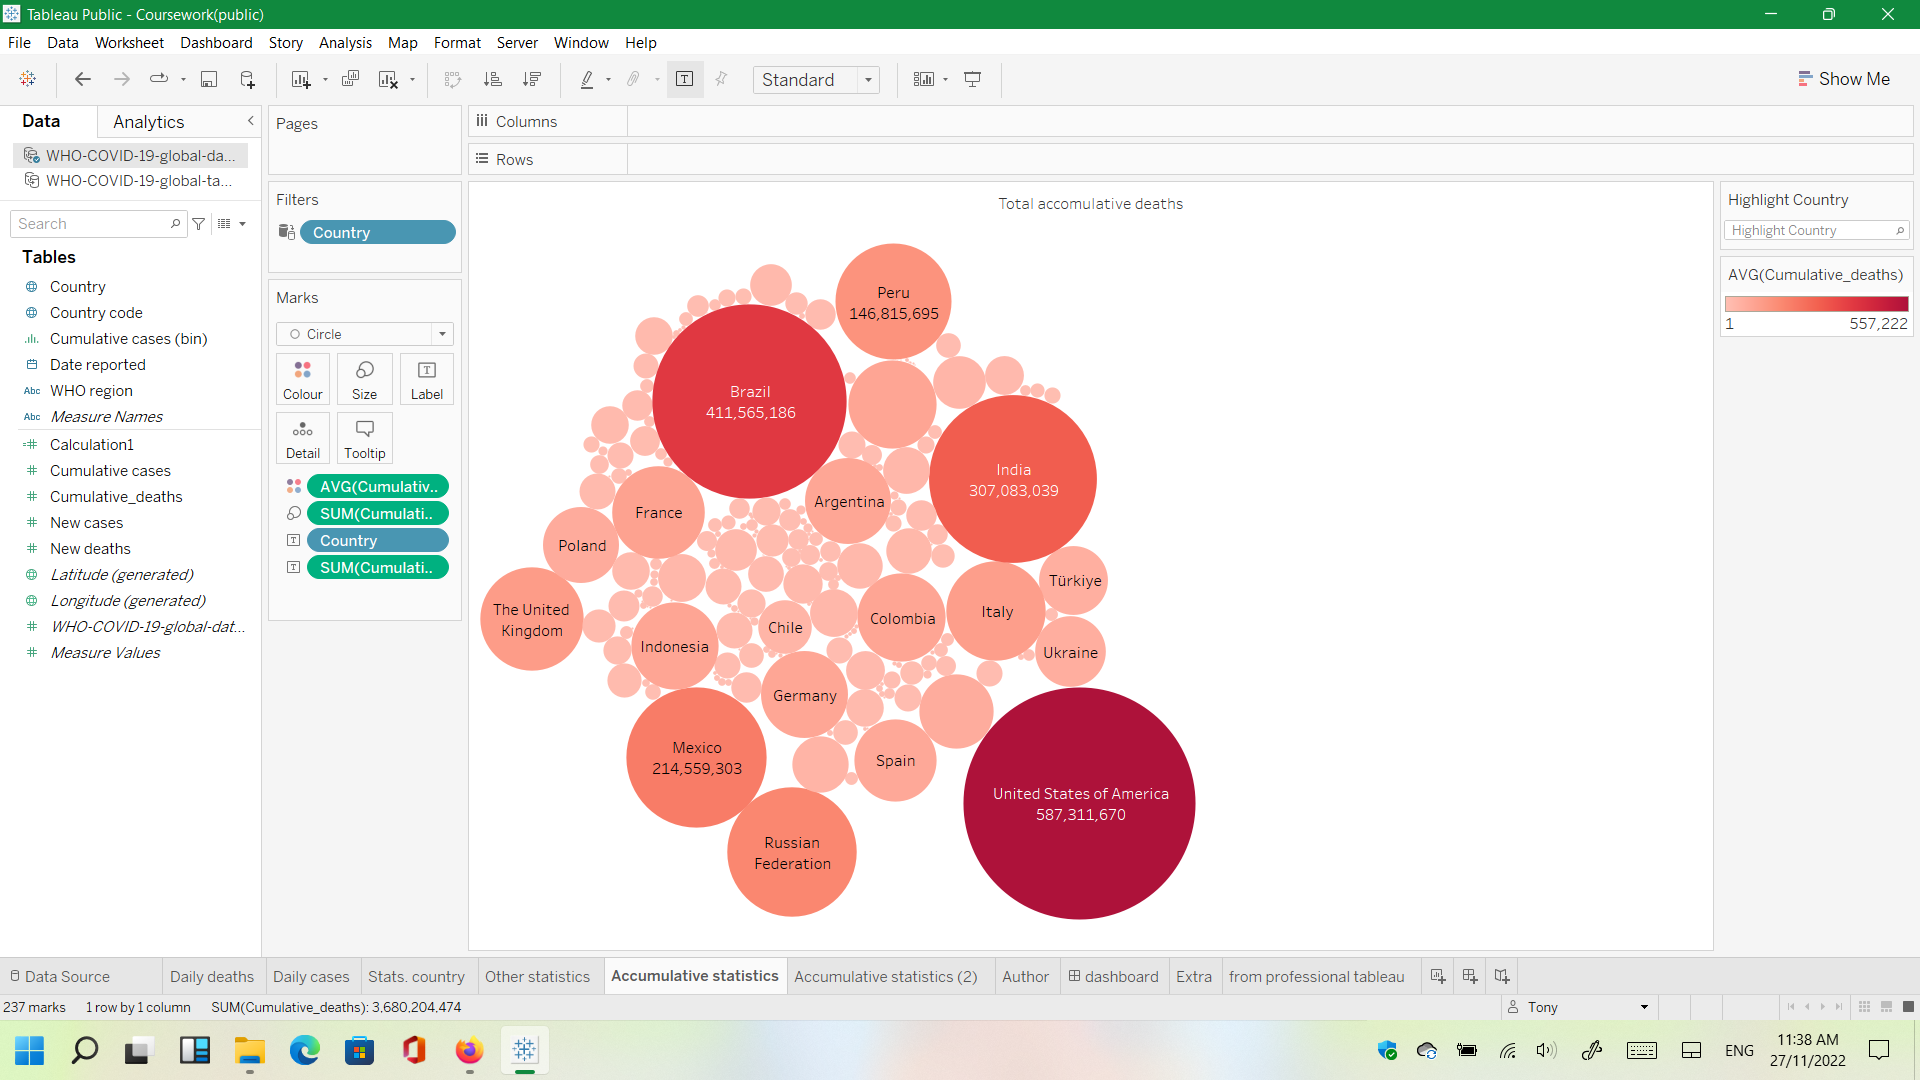 Tableau Public - Coursework(public)
File Data Worksheet Dashboard Story Analysis Map Format Server Window Help
Standard
Show Me
Data Analytics
WHO-COVID-19-global-da...
WHO-COVID-19-global-ta...
Search
Tables
Country
Country code
Cumulative cases (bin)
Date reported
Abc WHO region
Abc Measure Names
Calculation1
Cumulative cases
Cumulative_deaths
New cases
New deaths
Latitude (generated)
Longitude (generated)
WHO-COVID-19-global-dat...
Measure Values
Pages
Filters
Country
Marks
Circle
Colour Size Label
Detail Tooltip
AVG(Cumulativ..
SUM(Cumulati..
Country
SUM(Cumulati..
Columns
Rows
Total accomulative deaths
Peru
146,815,695
Brazil
411,565,186
India
307,083,039
Argentina
France
Poland
Türkiye
The United
Kingdom
Italy
Colombia
Chile
Indonesia
Ukraine
Germany
Mexico
214,559,303
Spain
United States of America
587,311,670
Russian
Federation
Highlight Country
Highlight Country
AVG(Cumulative_deaths)
1 557,222
Data Source Daily deaths Daily cases Stats. country Other statistics Accumulative statistics Accumulative statistics (2) Author dashboard Extra from professional tableau
237 marks 1 row by 1 column SUM(Cumulative_deaths): 3,680,204,474
Tony
ENG
11:38 AM
27/11/2022